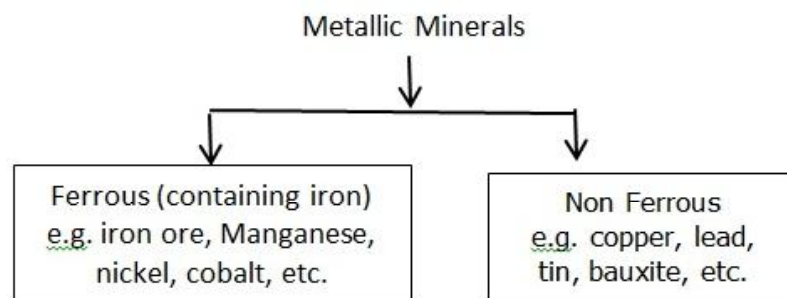 Metallic Minerals
Ferrous (containing iron)
e.g. iron ore, Manganese,
nickel, cobalt, etc.
Non Ferrous
e.g. copper, lead,
tin, bauxite, etc.